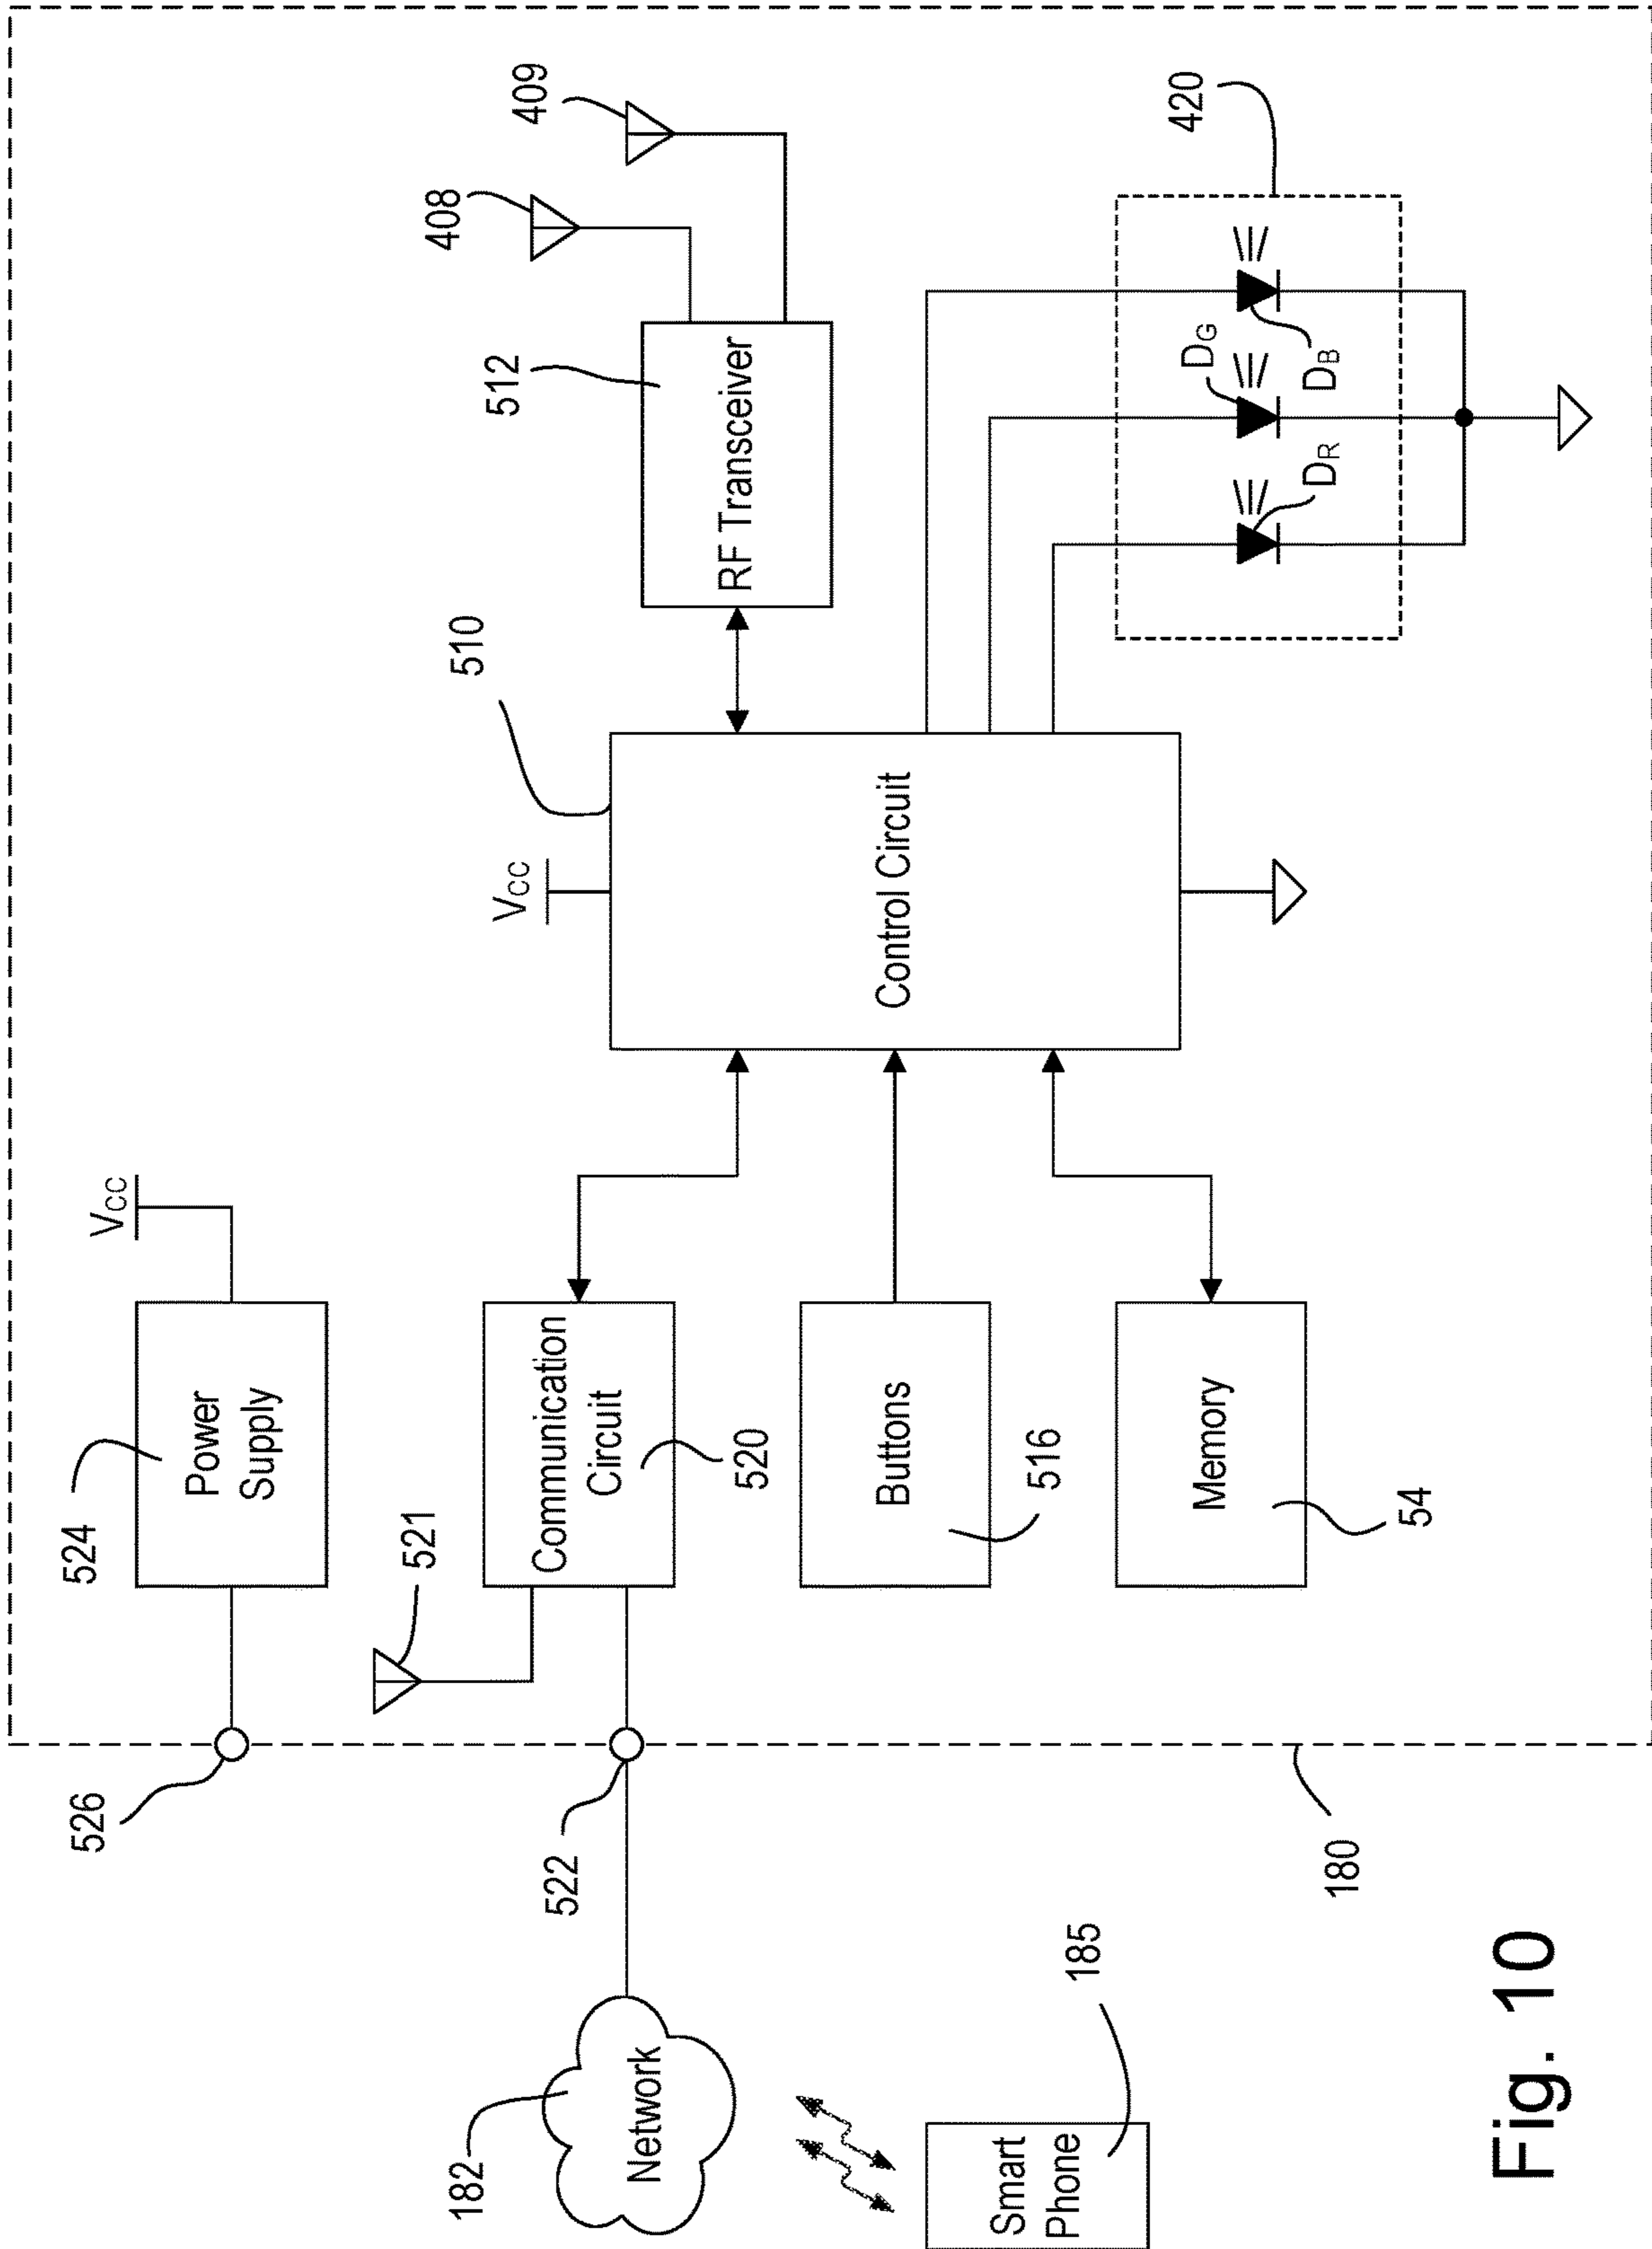 524
Power
Supply
VCC
526
521
Communication
Circuit
520
522
182
Network
Smart
Phone
185
Buttons
516
Memory
54
180
VCC
510
Control Circuit
512
RF Transceiver
408
409
420
DR
DG
DB
Fig. 10